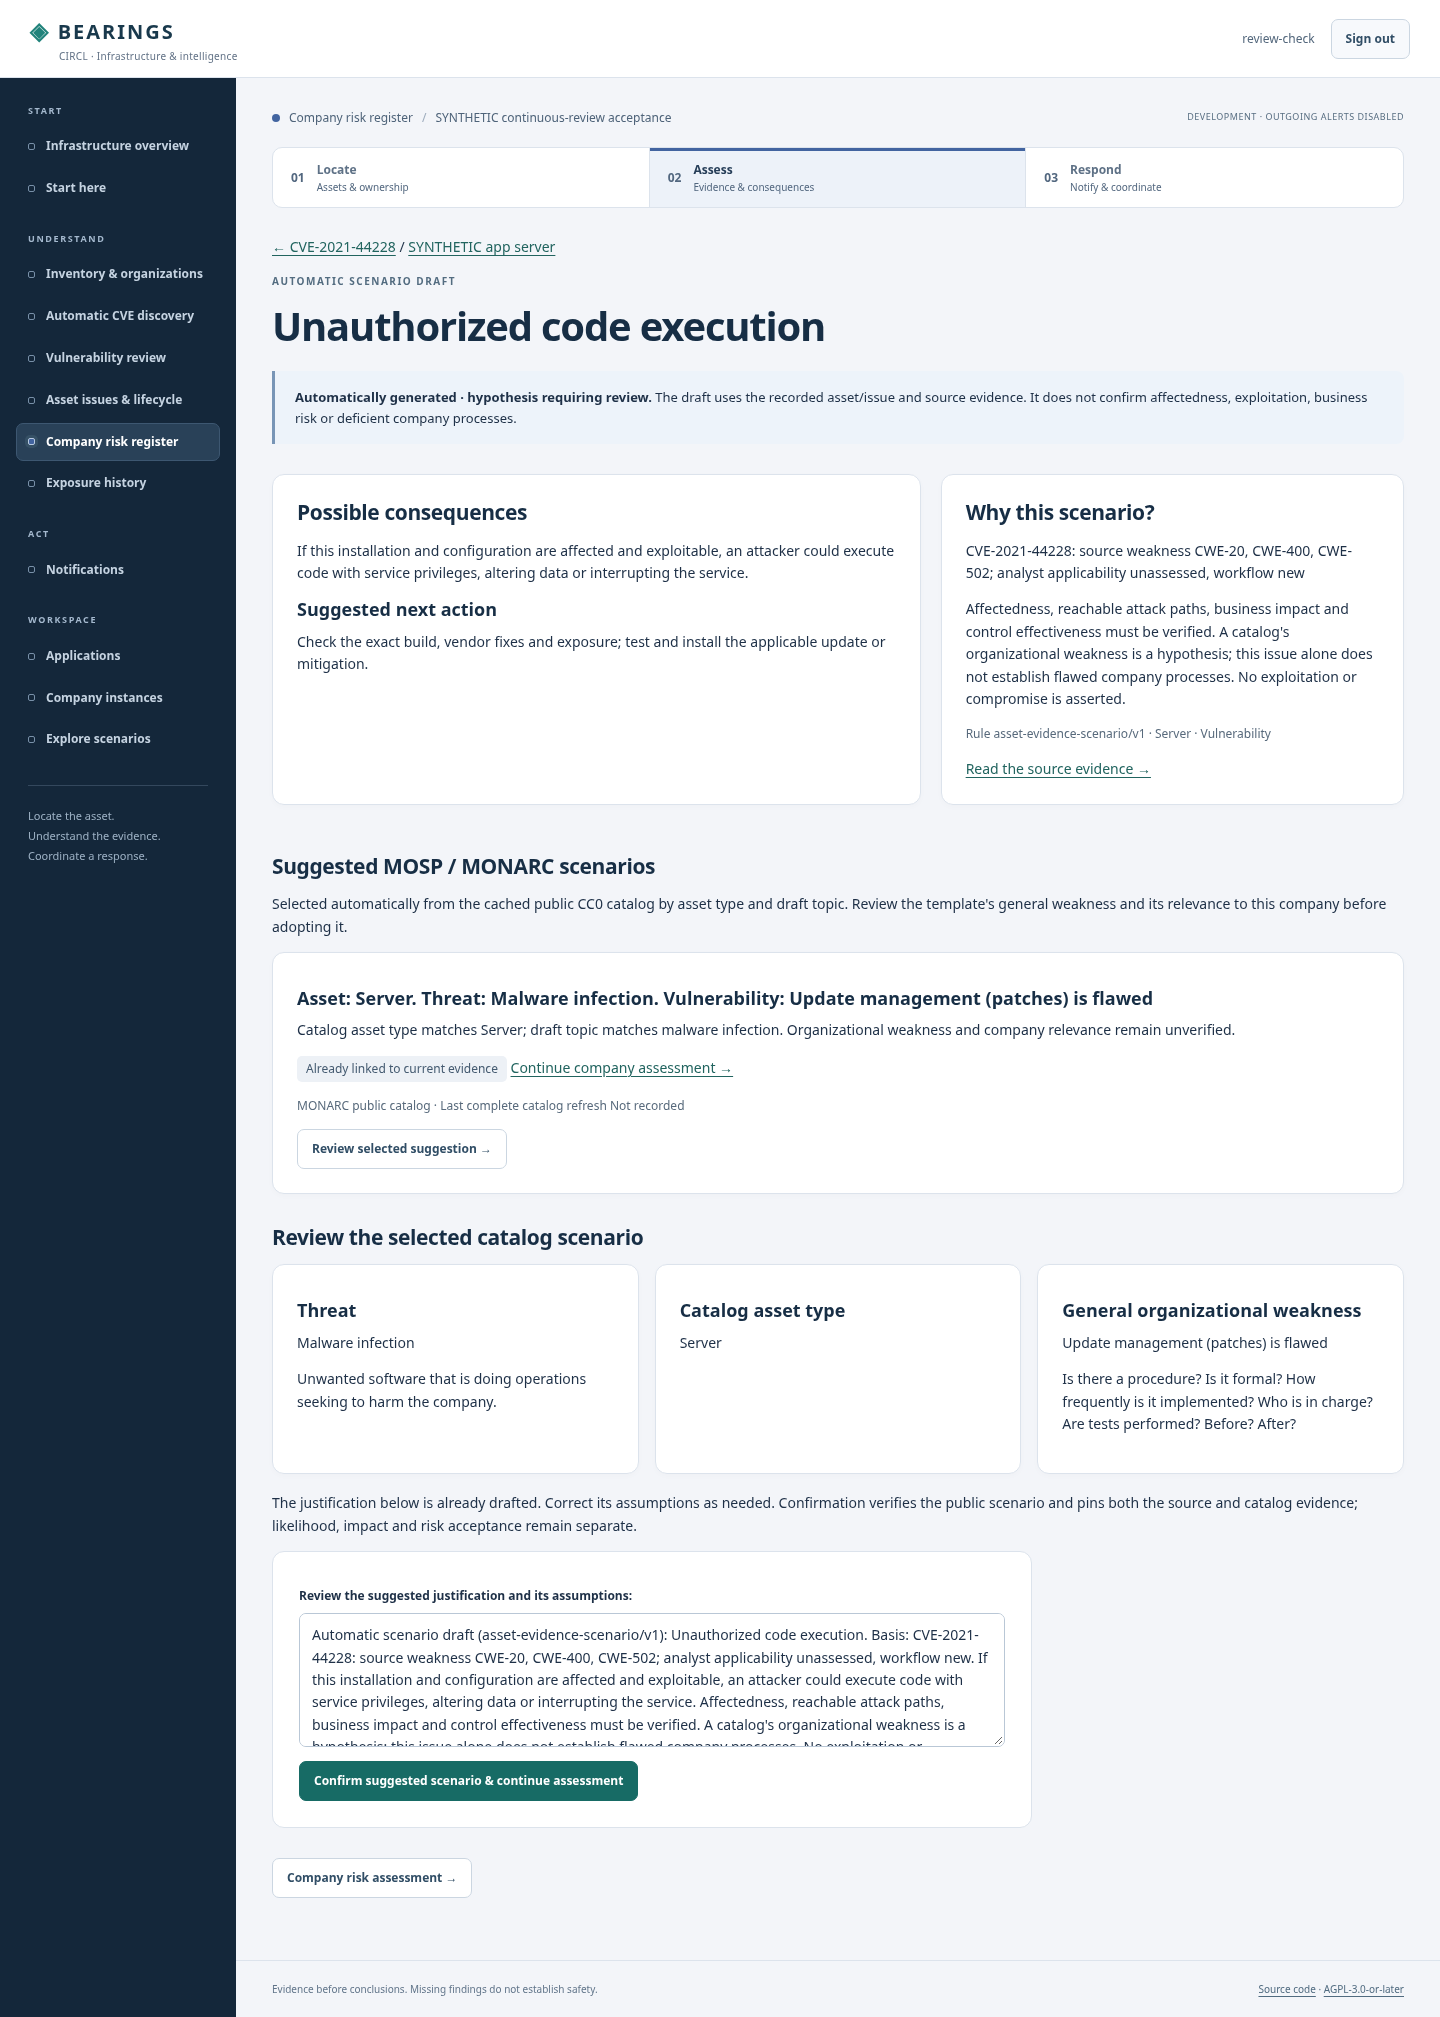 BEARINGS
CIRCL · Infrastructure & intelligence
review-check
Sign out
START
Infrastructure overview
Start here
UNDERSTAND
Inventory & organizations
Automatic CVE discovery
Vulnerability review
Asset issues & lifecycle
Company risk register
Exposure history
ACT
Notifications
WORKSPACE
Applications
Company instances
Explore scenarios
Locate the asset.
Understand the evidence.
Coordinate a response.
Company risk register / SYNTHETIC continuous-review acceptance
DEVELOPMENT · OUTGOING ALERTS DISABLED
01 Locate
Assets & ownership
02 Assess
Evidence & consequences
03 Respond
Notify & coordinate
← CVE-2021-44228 / SYNTHETIC app server
AUTOMATIC SCENARIO DRAFT
Unauthorized code execution
Automatically generated · hypothesis requiring review. The draft uses the recorded asset/issue and source evidence. It does not confirm affectedness, exploitation, business
risk or deficient company processes.
Possible consequences
If this installation and configuration are affected and exploitable, an attacker could execute
code with service privileges, altering data or interrupting the service.
Suggested next action
Check the exact build, vendor fixes and exposure; test and install the applicable update or
mitigation.
Why this scenario?
CVE-2021-44228: source weakness CWE-20, CWE-400, CWE-
502; analyst applicability unassessed, workflow new
Affectedness, reachable attack paths, business impact and
control effectiveness must be verified. A catalog's
organizational weakness is a hypothesis; this issue alone does
not establish flawed company processes. No exploitation or
compromise is asserted.
Rule asset-evidence-scenario/v1 · Server · Vulnerability
Read the source evidence →
Suggested MOSP / MONARC scenarios
Selected automatically from the cached public CC0 catalog by asset type and draft topic. Review the template's general weakness and its relevance to this company before
adopting it.
Asset: Server. Threat: Malware infection. Vulnerability: Update management (patches) is flawed
Catalog asset type matches Server; draft topic matches malware infection. Organizational weakness and company relevance remain unverified.
Already linked to current evidence Continue company assessment →
MONARC public catalog · Last complete catalog refresh Not recorded
Review selected suggestion →
Review the selected catalog scenario
Threat
Malware infection
Unwanted software that is doing operations
seeking to harm the company.
Catalog asset type
Server
General organizational weakness
Update management (patches) is flawed
Is there a procedure? Is it formal? How
frequently is it implemented? Who is in charge?
Are tests performed? Before? After?
The justification below is already drafted. Correct its assumptions as needed. Confirmation verifies the public scenario and pins both the source and catalog evidence;
likelihood, impact and risk acceptance remain separate.
Review the suggested justification and its assumptions:
Automatic scenario draft (asset-evidence-scenario/v1): Unauthorized code execution. Basis: CVE-2021-
44228: source weakness CWE-20, CWE-400, CWE-502; analyst applicability unassessed, workflow new. If
this installation and configuration are affected and exploitable, an attacker could execute code with
service privileges, altering data or interrupting the service. Affectedness, reachable attack paths,
business impact and control effectiveness must be verified. A catalog's organizational weakness is a
hypothesis; this issue alone does not establish flawed company processes. No exploitation or
Confirm suggested scenario & continue assessment
Company risk assessment →
Evidence before conclusions. Missing findings do not establish safety.
Source code · AGPL-3.0-or-later